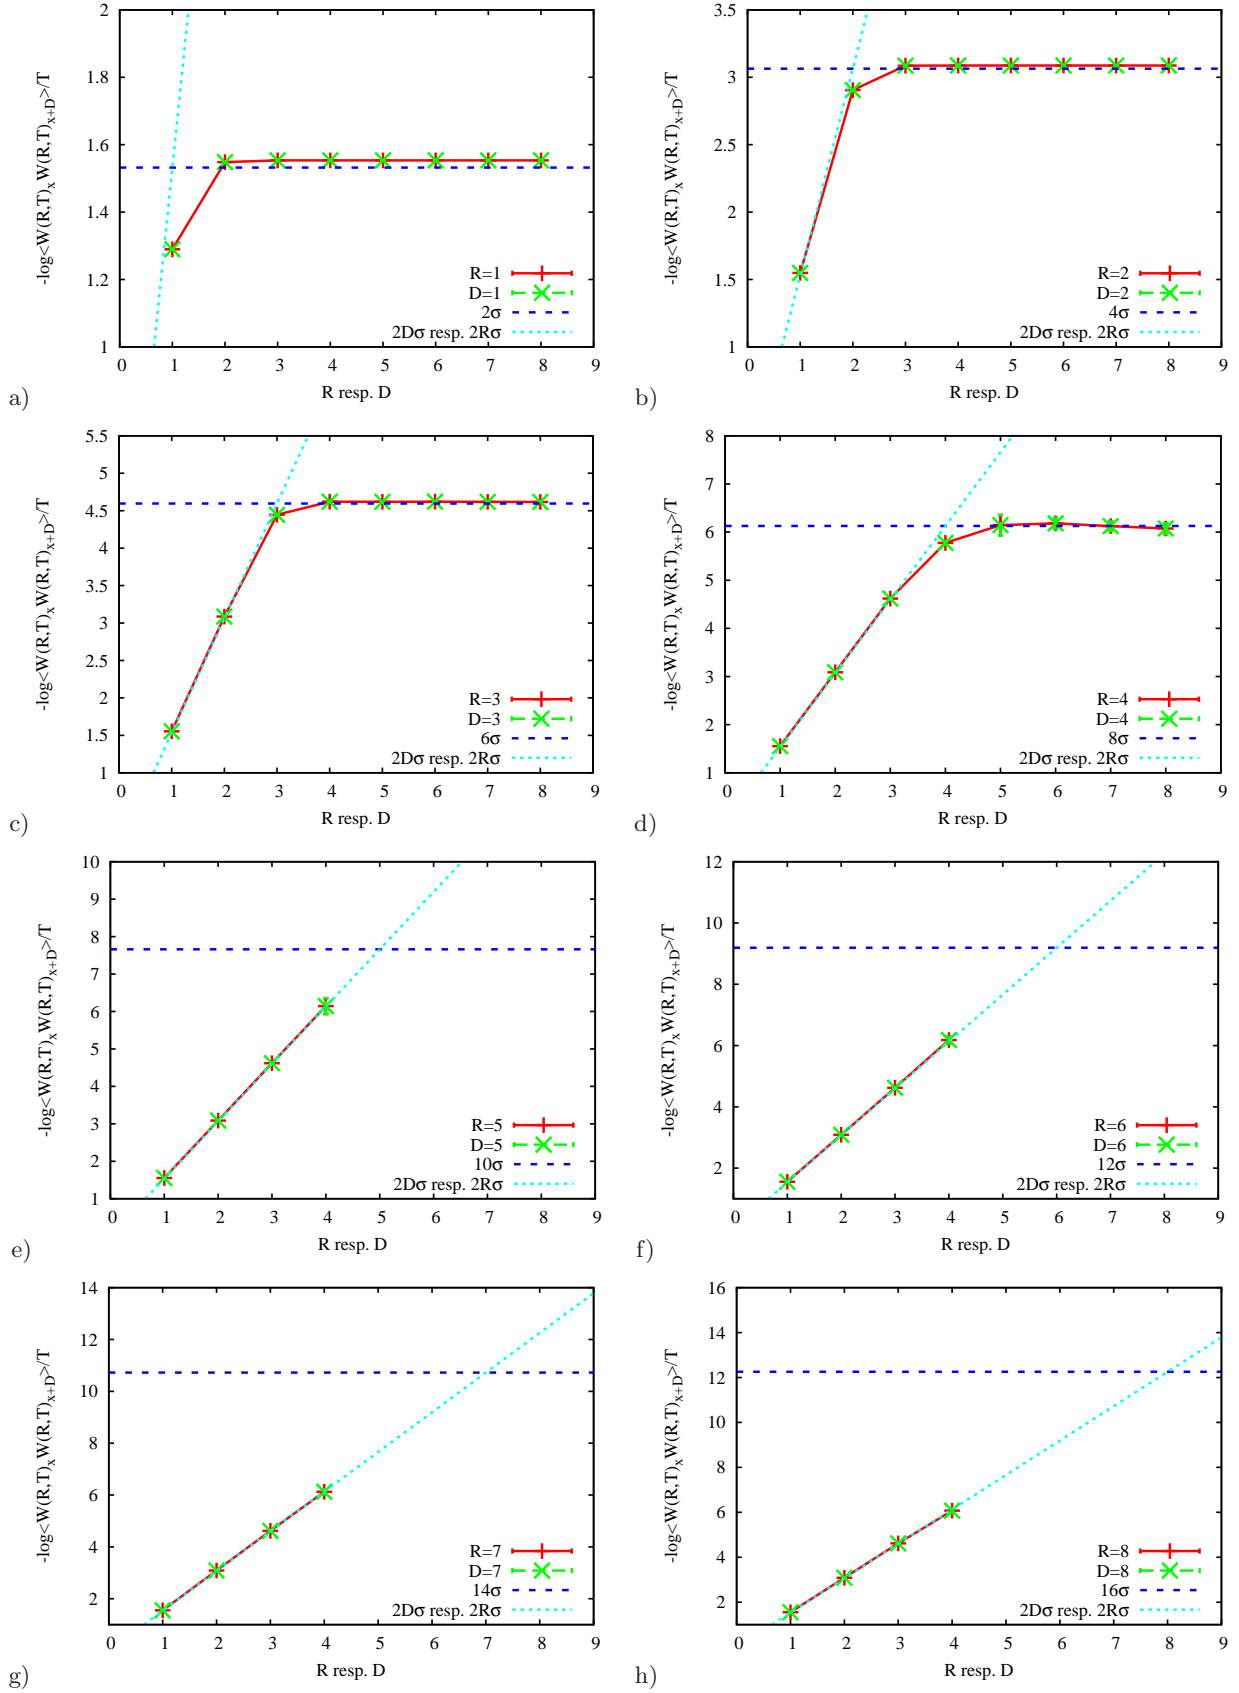 -log<W(R,T)ₓW(R,T)ₓ₊D>/T
2
1.8
1.6
1.4
1.2
1
0 1 2 3 4 5 6 7 8 9
R resp. D
R=1
D=1
2σ
2Dσ resp. 2Rσ
a)
-log<W(R,T)ₓW(R,T)ₓ₊D>/T
3.5
3
2.5
2
1.5
1
0 1 2 3 4 5 6 7 8 9
R resp. D
R=2
D=2
4σ
2Dσ resp. 2Rσ
b)
-log<W(R,T)ₓW(R,T)ₓ₊D>/T
5.5
5
4.5
4
3.5
3
2.5
2
1.5
1
0 1 2 3 4 5 6 7 8 9
R resp. D
R=3
D=3
6σ
2Dσ resp. 2Rσ
c)
-log<W(R,T)ₓW(R,T)ₓ₊D>/T
8
7
6
5
4
3
2
1
0 1 2 3 4 5 6 7 8 9
R resp. D
R=4
D=4
8σ
2Dσ resp. 2Rσ
d)
-log<W(R,T)ₓW(R,T)ₓ₊D>/T
10
9
8
7
6
5
4
3
2
1
0 1 2 3 4 5 6 7 8 9
R resp. D
R=5
D=5
10σ
2Dσ resp. 2Rσ
e)
-log<W(R,T)ₓW(R,T)ₓ₊D>/T
12
10
8
6
4
2
0 1 2 3 4 5 6 7 8 9
R resp. D
R=6
D=6
12σ
2Dσ resp. 2Rσ
f)
-log<W(R,T)ₓW(R,T)ₓ₊D>/T
14
12
10
8
6
4
2
0 1 2 3 4 5 6 7 8 9
R resp. D
R=7
D=7
14σ
2Dσ resp. 2Rσ
g)
-log<W(R,T)ₓW(R,T)ₓ₊D>/T
16
14
12
10
8
6
4
2
0 1 2 3 4 5 6 7 8 9
R resp. D
R=8
D=8
16σ
2Dσ resp. 2Rσ
h)